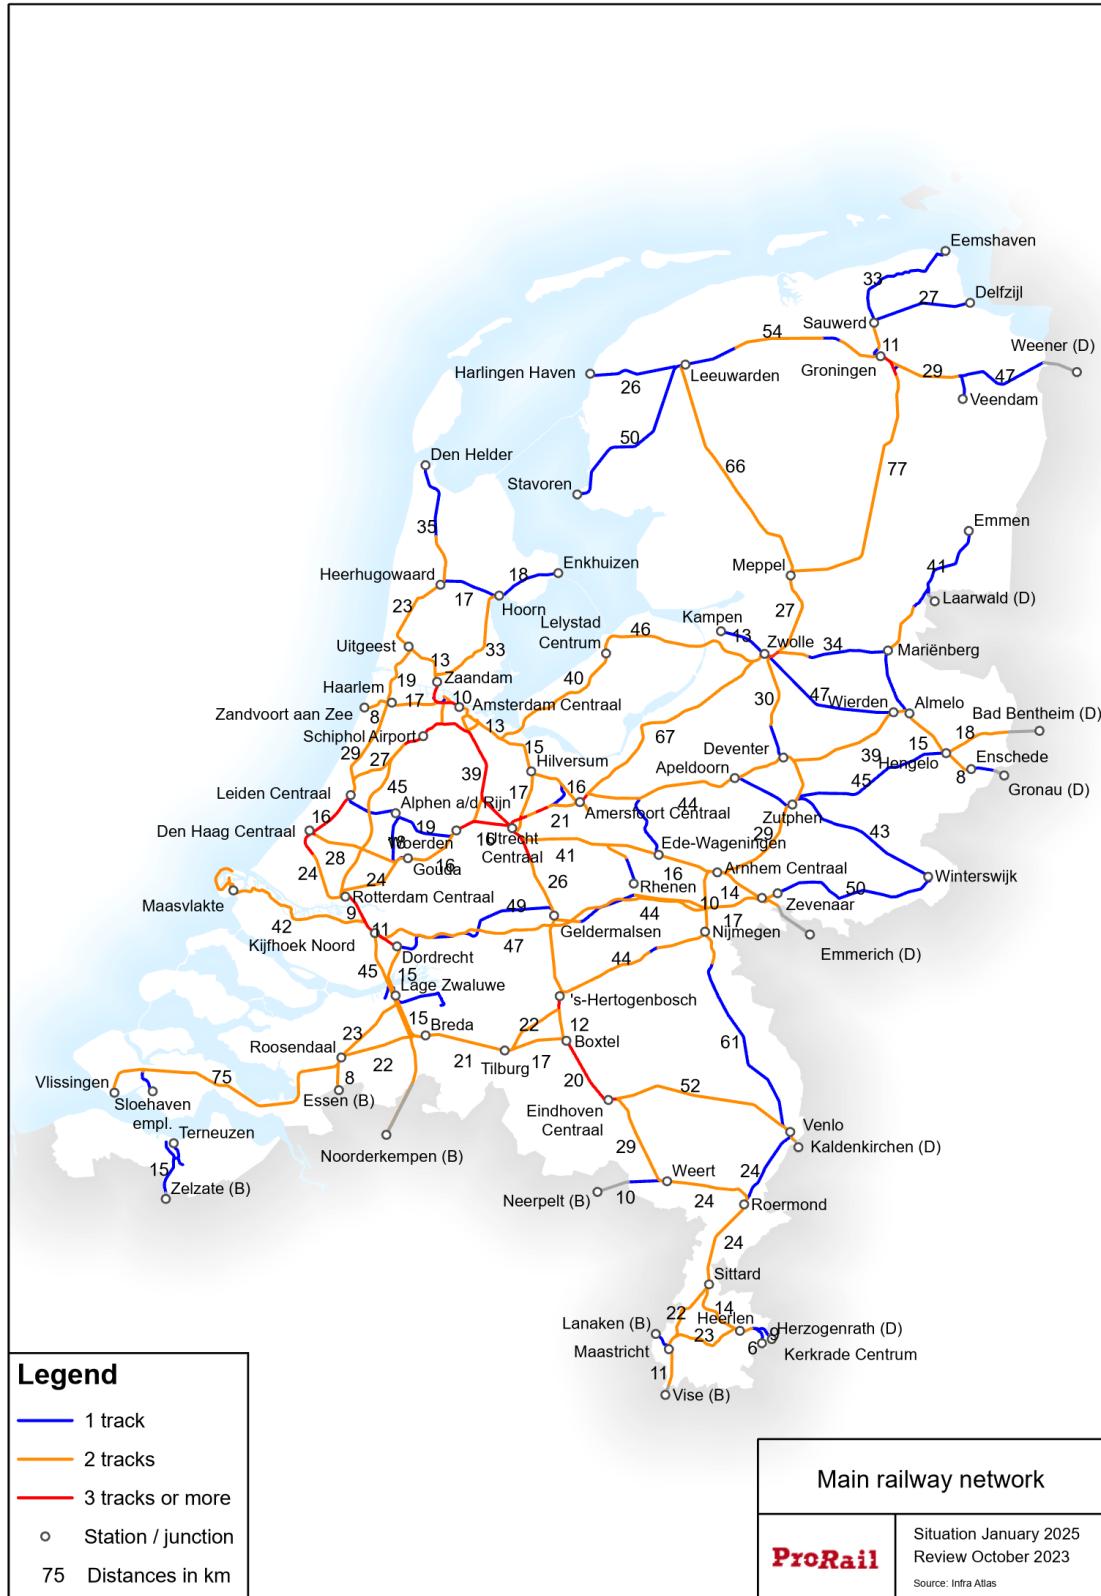 Eemshaven
33
27
Delfzijl
Sauwerd
54
11
Weener (D)
Harlingen Haven
26
Leeuwarden
Groningen
29
47
Veendam
50
Den Helder
66
77
Stavoren
35
Emmen
Enkhuizen
Meppel
41
Heerhugowaard
18
17
Hoorn
Laarwald (D)
23
27
Lelystad
Centrum
46
Kampen
13
Zwolle
34
Uitgeest
33
Mariënberg
13
40
19
Zaandam
Haarlem
17
10
Amsterdam Centraal
30
47
Wierden
Almelo
Zandvoort aan Zee
8
13
Bad Bentheim (D)
18
Schiphol Airport
67
15
29
27
15
Hilversum
Deventer
39
Hengelo
Enschede
39
Apeldoorn
45
8
Gronau (D)
Leiden Centraal
45
Alphen a/d Rijn
17
16
44
Amersfoort Centraal
Zutphen
16
19
21
Den Haag Centraal
Woerden
16
Utrecht
Centraal
18
29
43
28
16
Gouda
41
Ede-Wageningen
24
24
16
Arnhem Centraal
Rhenen
14
50
Winterswijk
Maasvlakte
Rotterdam Centraal
26
Zevenaar
9
49
44
10
42
11
Geldermalsen
17
Kijfhoek Noord
47
Nijmegen
Dordrecht
Emmerich (D)
45
15
44
Lage Zwaluwe
's-Hertogenbosch
15
Breda
22
12
23
Boxtel
61
Roosendaal
22
21
Tilburg
17
Vlissingen
75
8
20
52
Sloehaven
empl.
Essen (B)
Eindhoven
Centraal
Terneuzen
Venlo
Kaldenkirchen (D)
15
Noorderkempen (B)
29
Weert
24
Zelzate (B)
Neerpelt (B)
10
24
Roermond
24
Sittard
22
14
Lanaken (B)
Heerlen
Herzogenrath (D)
23
9
6
Maastricht
Kerkrade Centrum
11
Vise (B)
Legend
1 track
2 tracks
3 tracks or more
Station / junction
75 Distances in km
Main railway network
ProRail
Situation January 2025
Review October 2023
Source: Infra Atlas